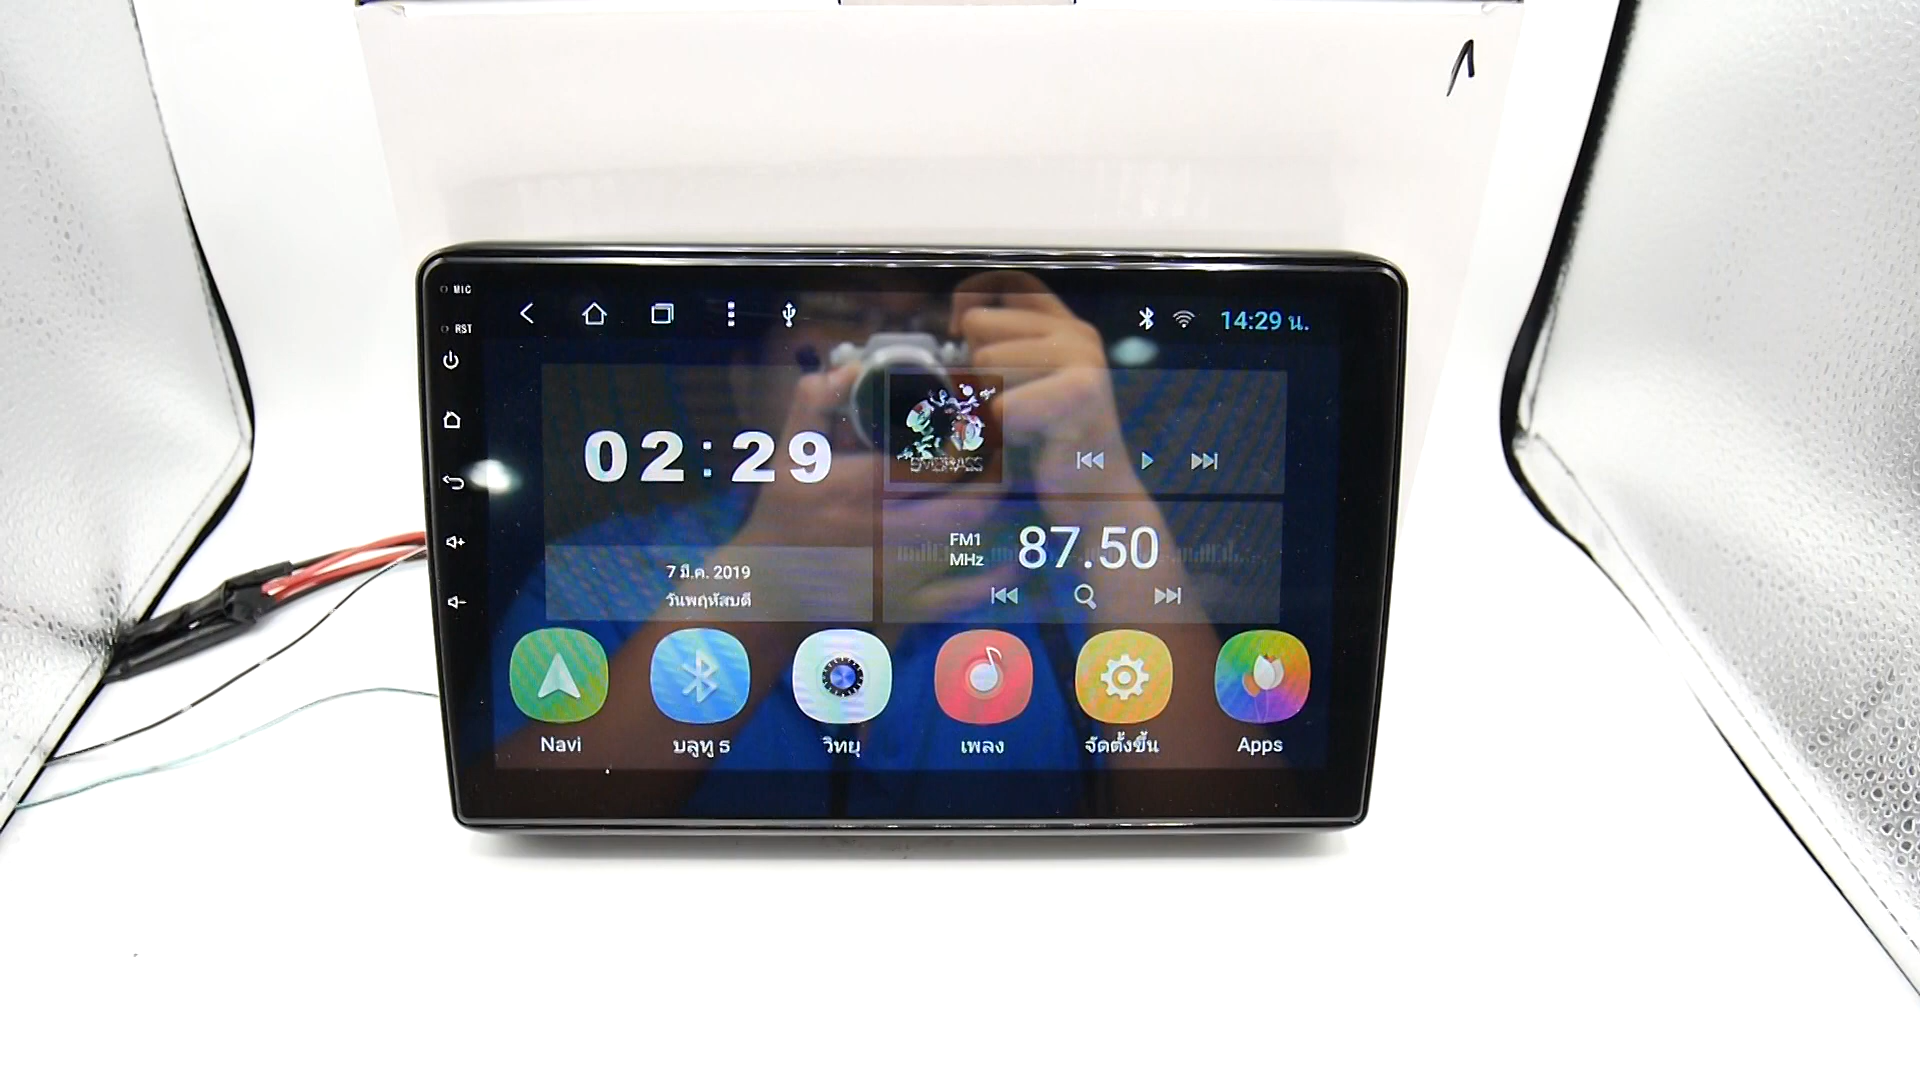 MIC
RST
14:29 น.
02:29
7 มี.ค. 2019
วันพฤหัสบดี
FM1
MHz
87.50
Navi
บลูทู ธ
วิทยุ
เพลง
จัดตั้งขึ้น
Apps